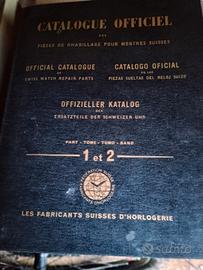 CATALOGUE OFFICIEL
DES
PIÈCES DE RHABILLAGE POUR MONTRES SUISSES
OFFICIAL CATALOGUE
OF
SWISS WATCH REPAIR PARTS
CATALOGO OFICIAL
DE LAS
PIEZAS SUELTAS DEL RELOJ SUIZO
OFFIZIELLER KATALOG
DER
ERSATZTEILE DER SCHWEIZER UHR
PART - TOME - TOMO - BAND
1 et 2
LES FABRICANTS SUISSES D'HORLOGERIE
subito